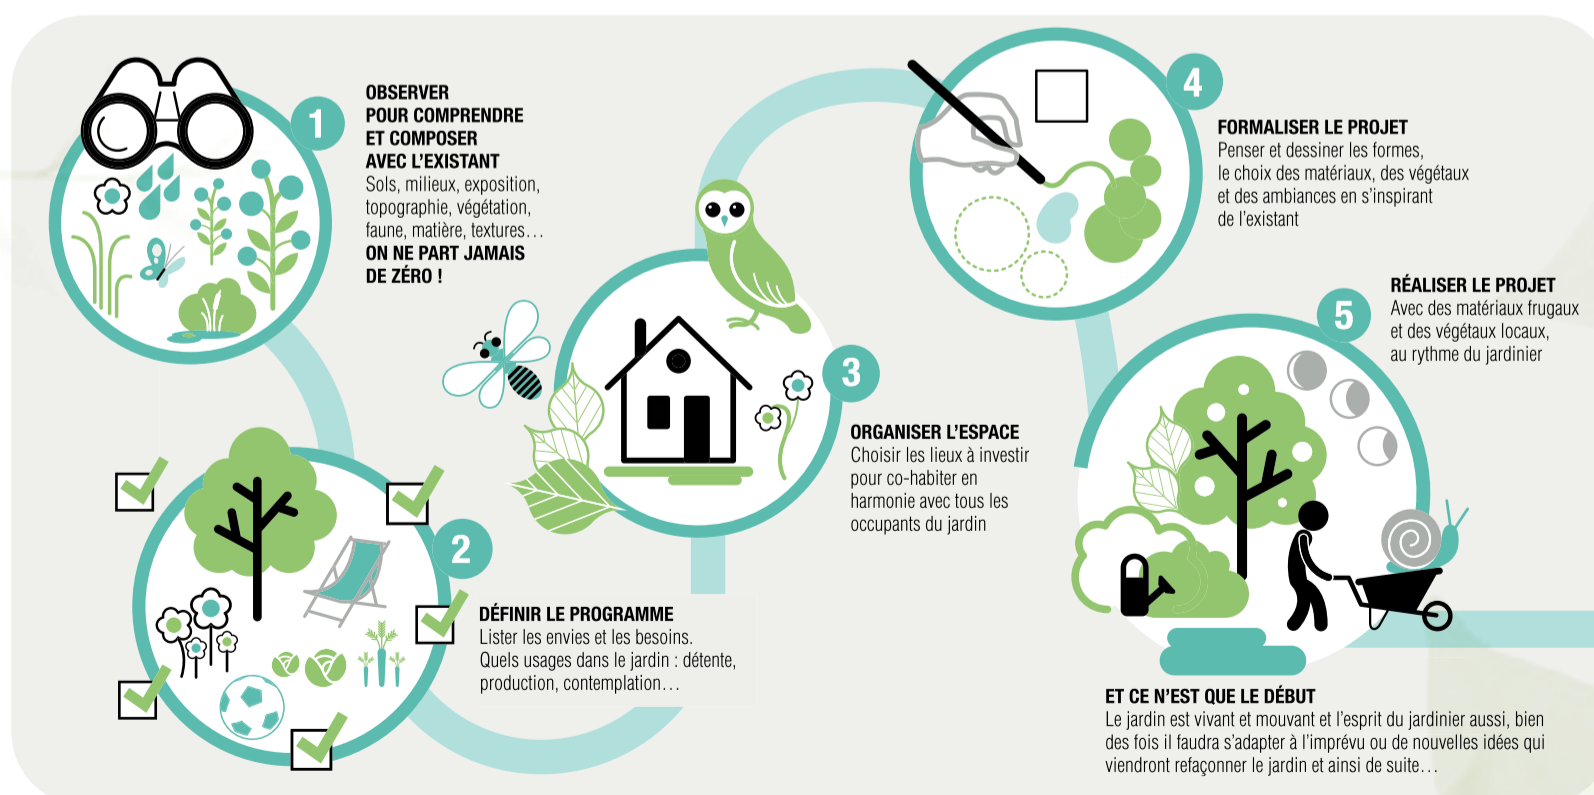 1
OBSERVER
POUR COMPRENDRE
ET COMPOSER
AVEC L'EXISTANT
Sols, milieux, exposition,
topographie, végétation,
faune, matière, textures…
ON NE PART JAMAIS
DE ZÉRO !
2
DÉFINIR LE PROGRAMME
Lister les envies et les besoins.
Quels usages dans le jardin : détente,
production, contemplation…
3
ORGANISER L'ESPACE
Choisir les lieux à investir
pour co-habiter en
harmonie avec tous les
occupants du jardin
4
FORMALISER LE PROJET
Penser et dessiner les formes,
le choix des matériaux, des végétaux
et des ambiances en s'inspirant
de l'existant
5
RÉALISER LE PROJET
Avec des matériaux frugaux
et des végétaux locaux,
au rythme du jardinier
ET CE N'EST QUE LE DÉBUT
Le jardin est vivant et mouvant et l'esprit du jardinier aussi, bien
des fois il faudra s'adapter à l'imprévu ou de nouvelles idées qui
viendront refaçonner le jardin et ainsi de suite…